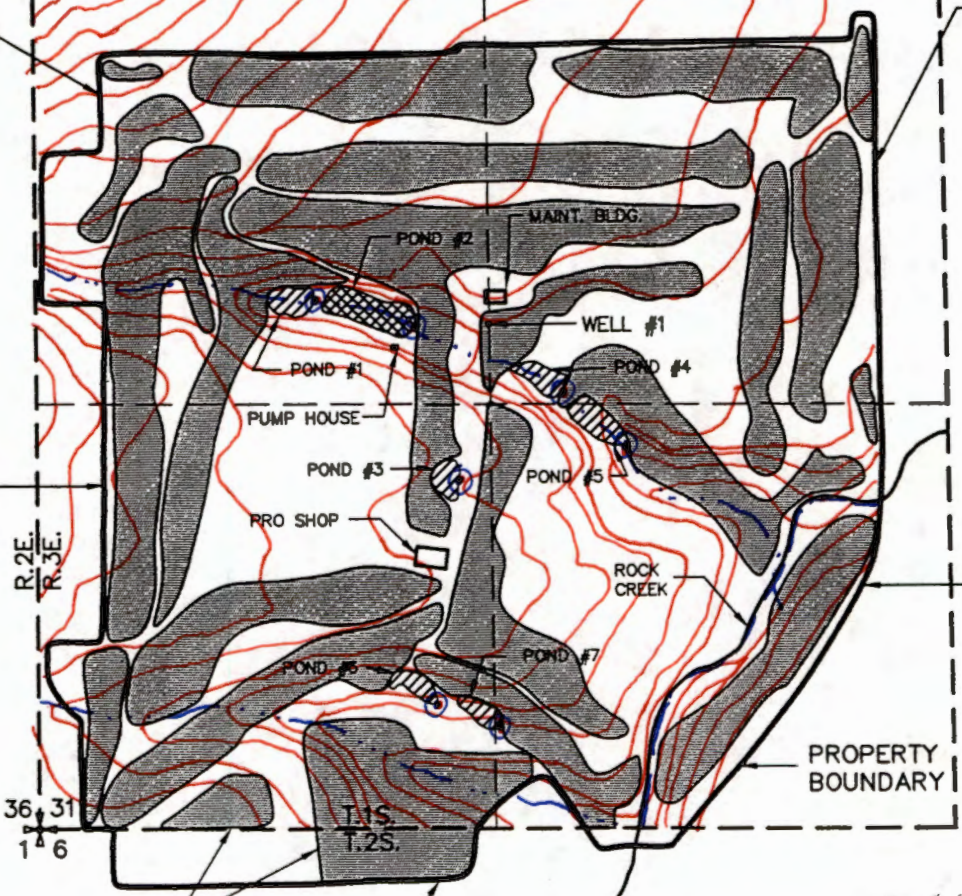 MAINT. BLDG.
POND #2
WELL #1
POND #1
POND #4
PUMP HOUSE
POND #3
POND #5
PRO SHOP
R.2E.
R.3E.
ROCK
CREEK
POND #6
POND #7
PROPERTY
BOUNDARY
36 31
1 6
T.1S.
T.2S.